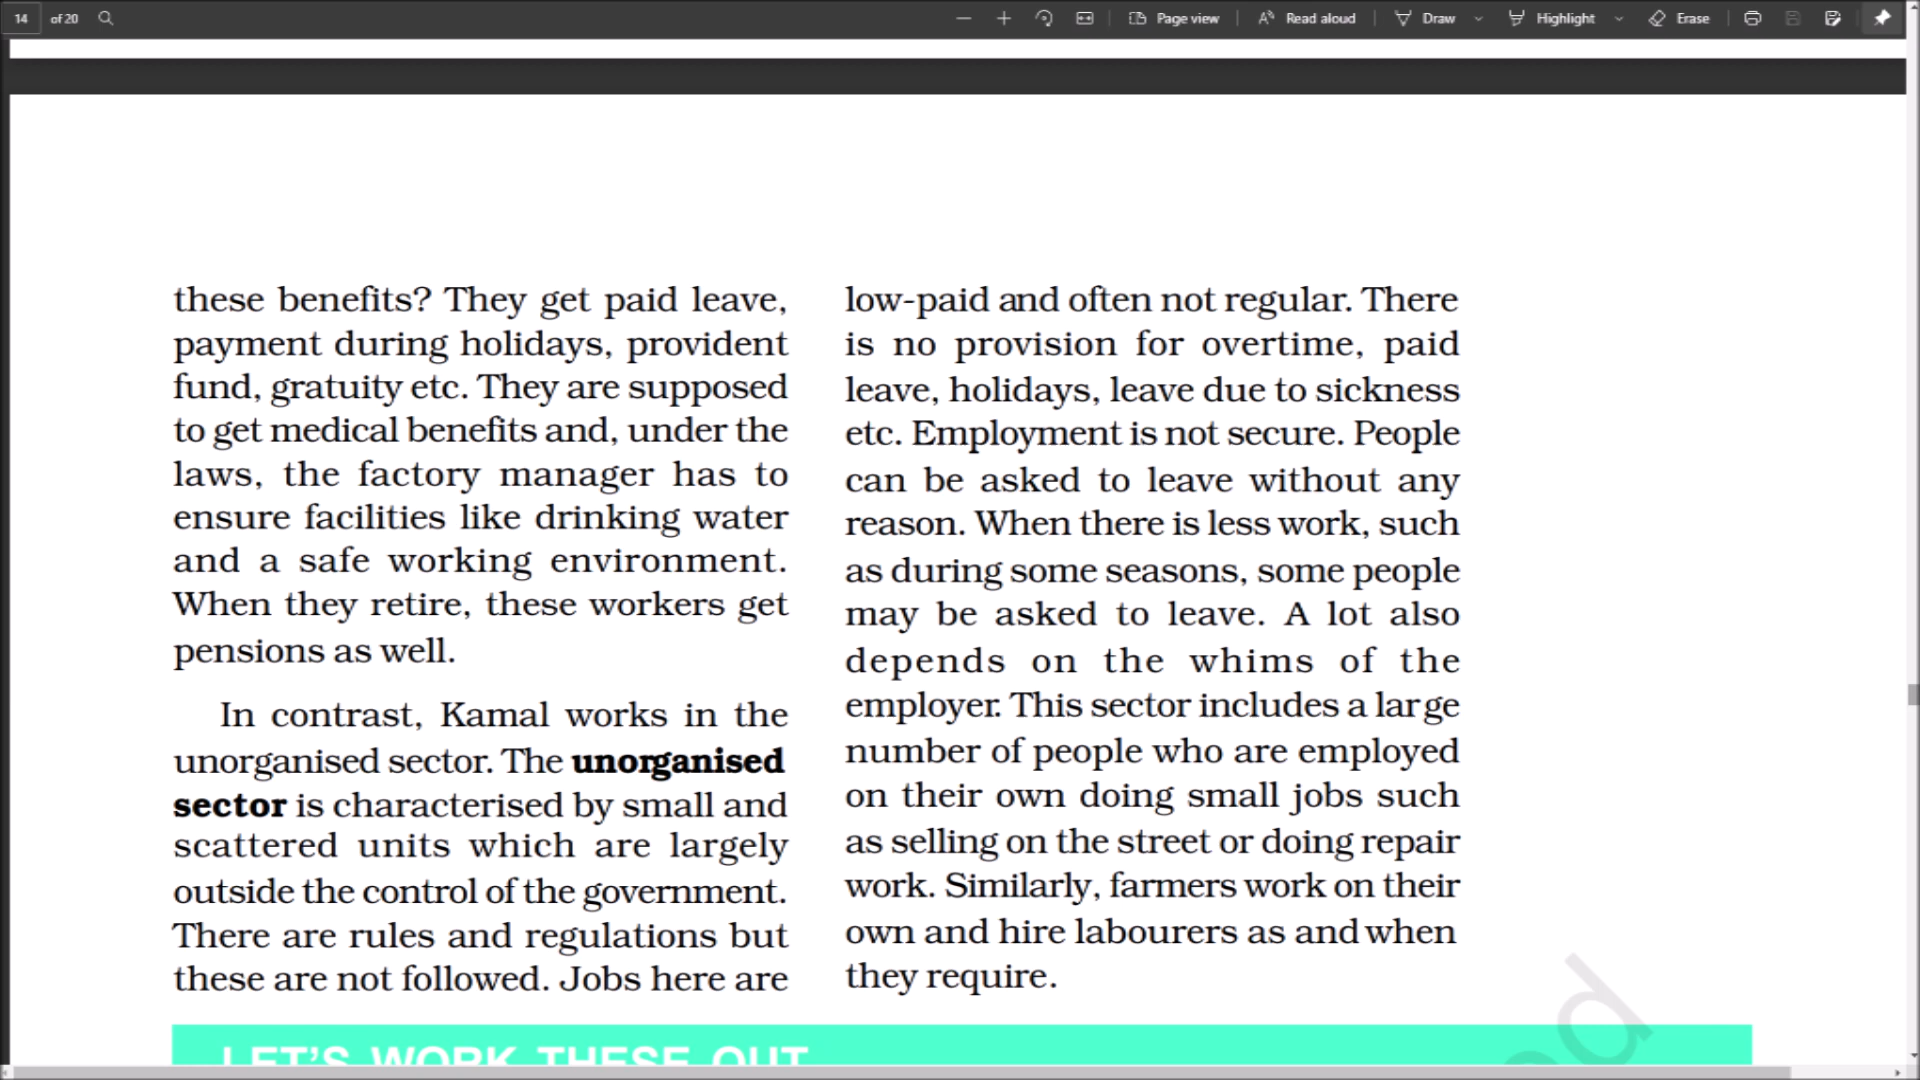 14 of 20 Page view Read aloud Draw Highlight Erase
these benefits? They get paid leave,
payment during holidays, provident
fund, gratuity etc. They are supposed
to get medical benefits and, under the
laws, the factory manager has to
ensure facilities like drinking water
and a safe working environment.
When they retire, these workers get
pensions as well.
In contrast, Kamal works in the
unorganised sector. The unorganised
sector is characterised by small and
scattered units which are largely
outside the control of the government.
There are rules and regulations but
these are not followed. Jobs here are
low-paid and often not regular. There
is no provision for overtime, paid
leave, holidays, leave due to sickness
etc. Employment is not secure. People
can be asked to leave without any
reason. When there is less work, such
as during some seasons, some people
may be asked to leave. A lot also
depends on the whims of the
employer. This sector includes a large
number of people who are employed
on their own doing small jobs such
as selling on the street or doing repair
work. Similarly, farmers work on their
own and hire labourers as and when
they require.
LET'S WORK THESE OUT